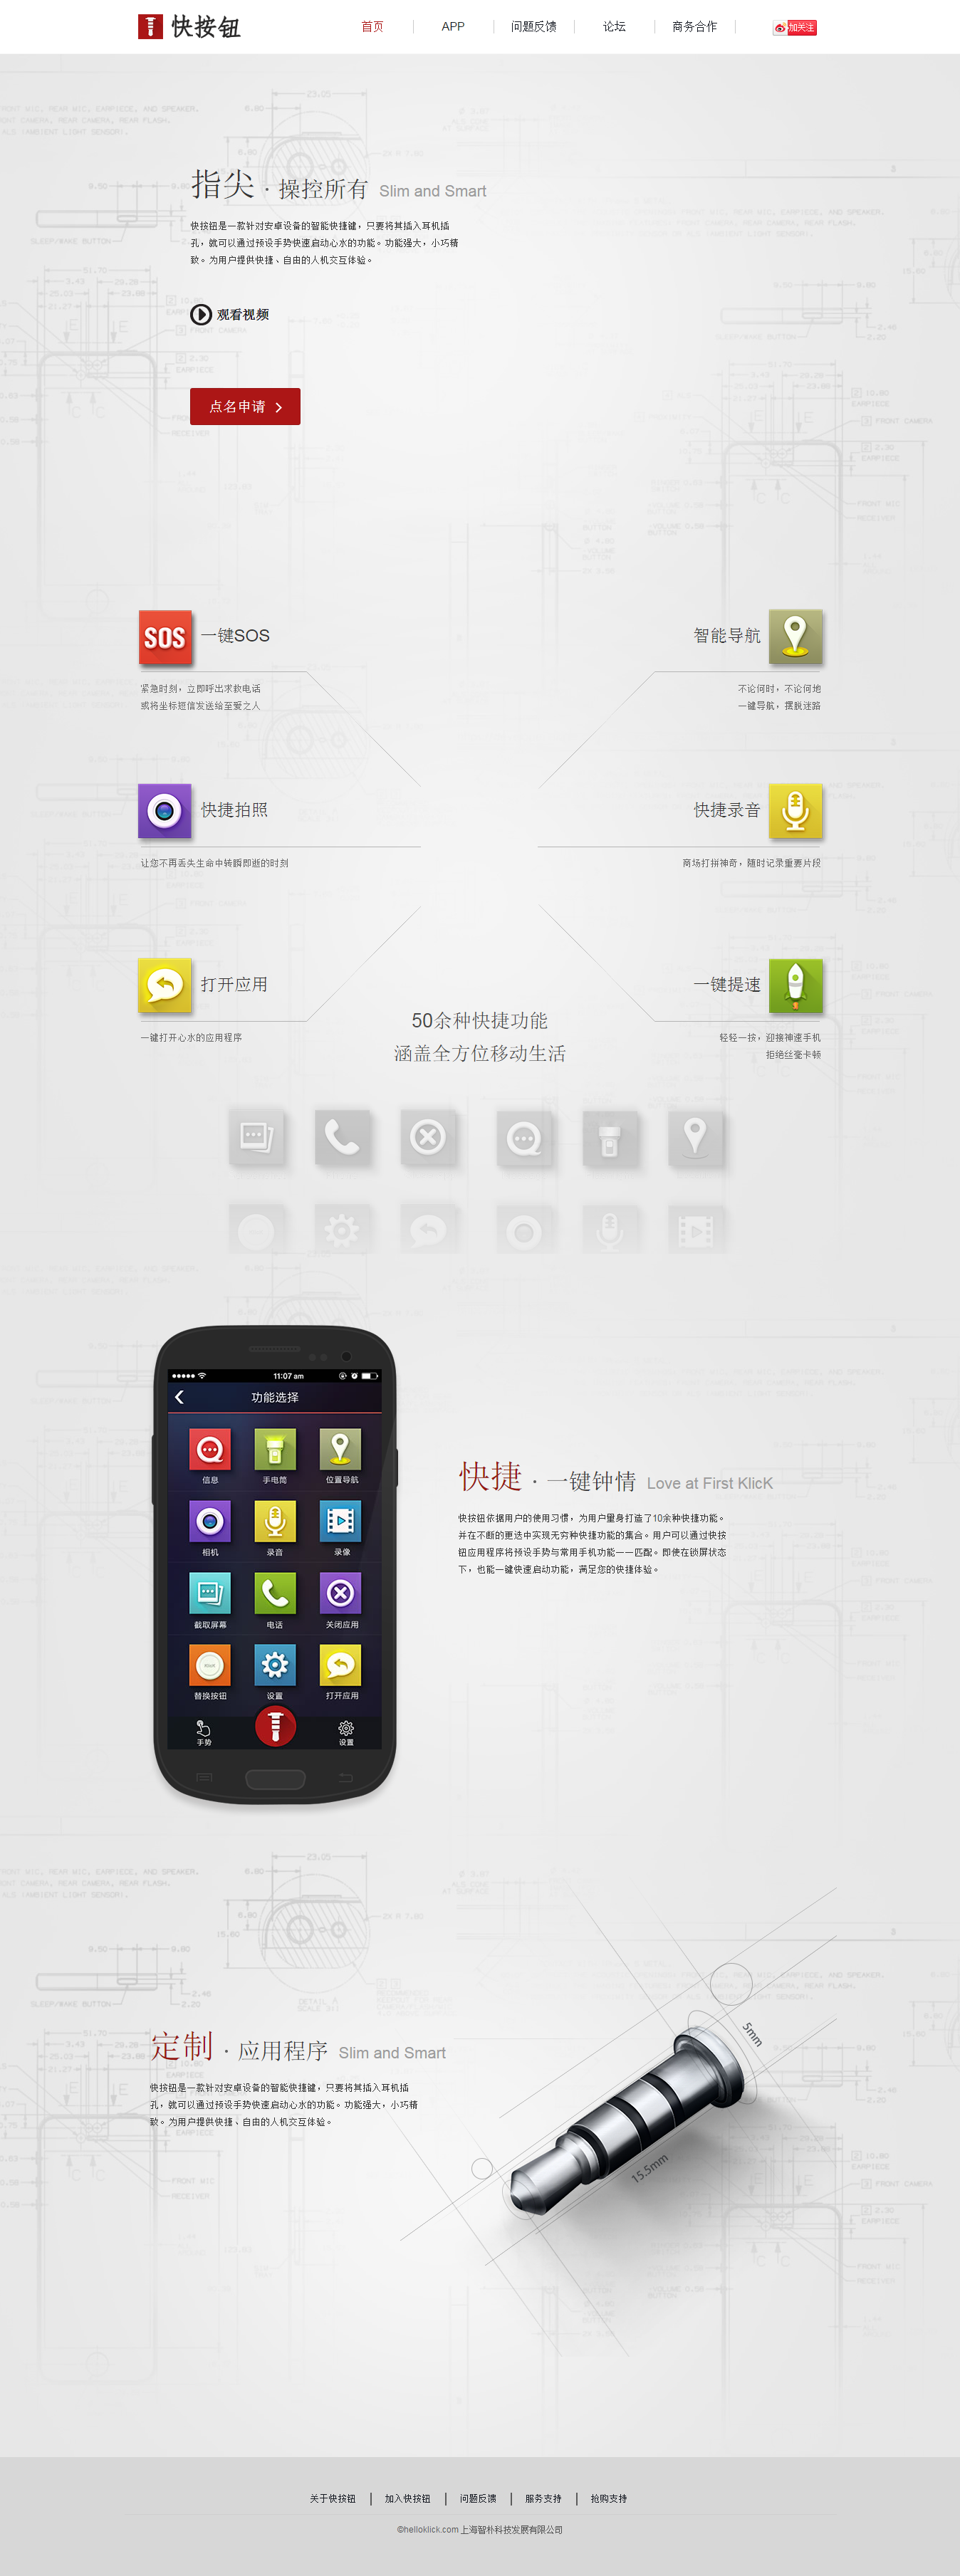 快按钮
首页
APP
问题反馈
论坛
商务合作
加关注
指尖 · 操控所有 Slim and Smart
快按钮是一款针对安卓设备的智能快捷键，只要将其插入耳机插
孔，就可以通过预设手势快速启动心水的功能。功能强大，小巧精
致。为用户提供快捷、自由的人机交互体验。
观看视频
点名申请
SOS
一键SOS
紧急时刻，立即呼出求救电话
或将坐标短信发送给至爱之人
智能导航
不论何时，不论何地
一键导航，摆脱迷路
快捷拍照
让您不再丢失生命中转瞬即逝的时刻
快捷录音
商场打拼神奇，随时记录重要片段
打开应用
一键打开心水的应用程序
一键提速
轻轻一按，迎接神速手机
拒绝丝毫卡顿
50余种快捷功能
涵盖全方位移动生活
11:07 am
功能选择
信息
手电筒
位置导航
相机
录音
录像
截取屏幕
电话
关闭应用
替换按钮
设置
打开应用
手势
设置
快捷 · 一键钟情 Love at First KlicK
快按钮依据用户的使用习惯，为用户量身打造了10余种快捷功能。
并在不断的更迭中实现无穷种快捷功能的集合。用户可以通过快按
钮应用程序将预设手势与常用手机功能一一匹配。即使在锁屏状态
下，也能一键快速启动功能，满足您的快捷体验。
定制 · 应用程序 Slim and Smart
快按钮是一款针对安卓设备的智能快捷键，只要将其插入耳机插
孔，就可以通过预设手势快速启动心水的功能。功能强大，小巧精
致。为用户提供快捷、自由的人机交互体验。
5mm
15.5mm
关于快按钮
加入快按钮
问题反馈
服务支持
抢购支持
©helloklick.com 上海智朴科技发展有限公司